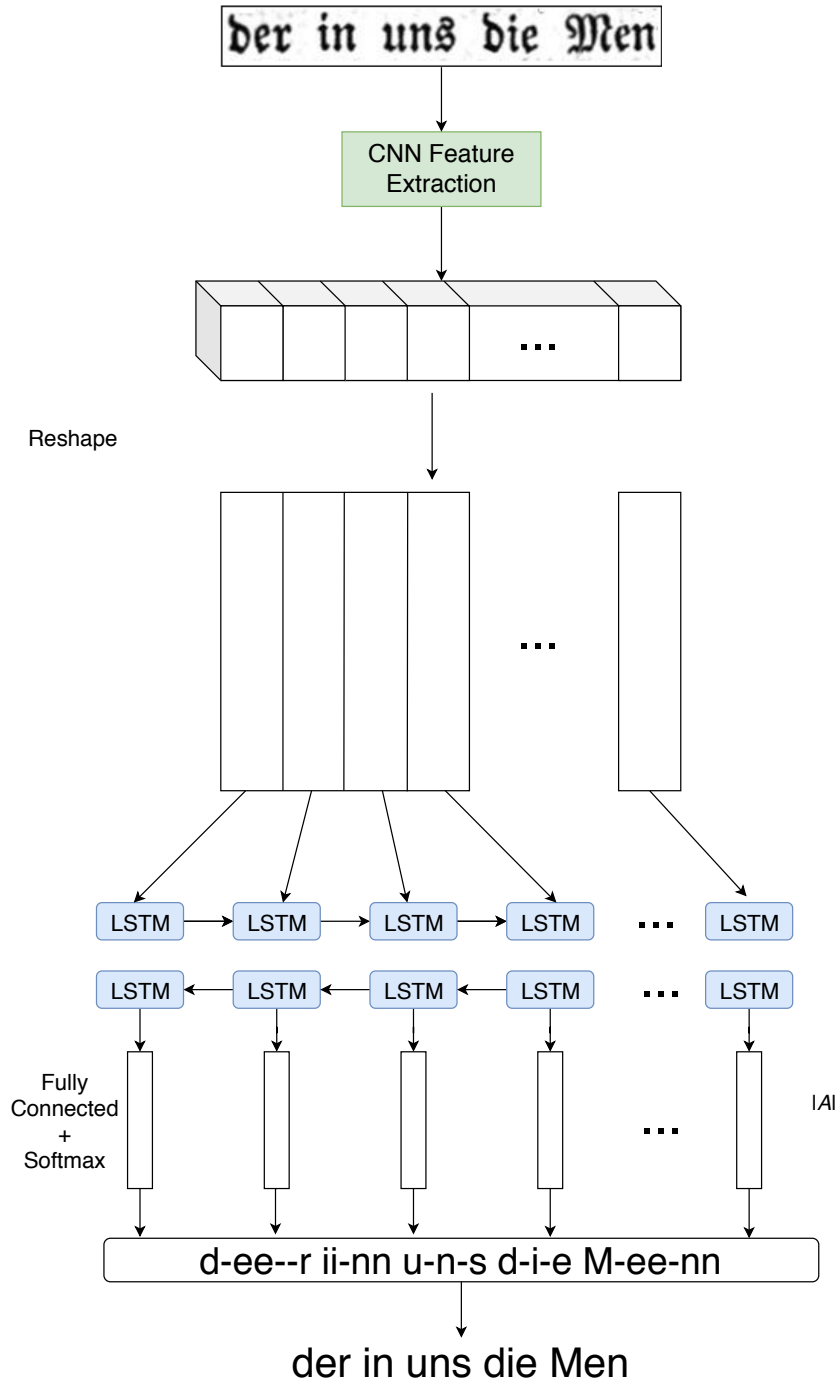 der in uns die Men
CNN Feature
Extraction
...
Reshape
...
LSTM LSTM LSTM LSTM ... LSTM
LSTM LSTM LSTM LSTM ... LSTM
Fully
Connected
+
Softmax
...
|A|
d-ee--r ii-nn u-n-s d-i-e M-ee-nn
der in uns die Men